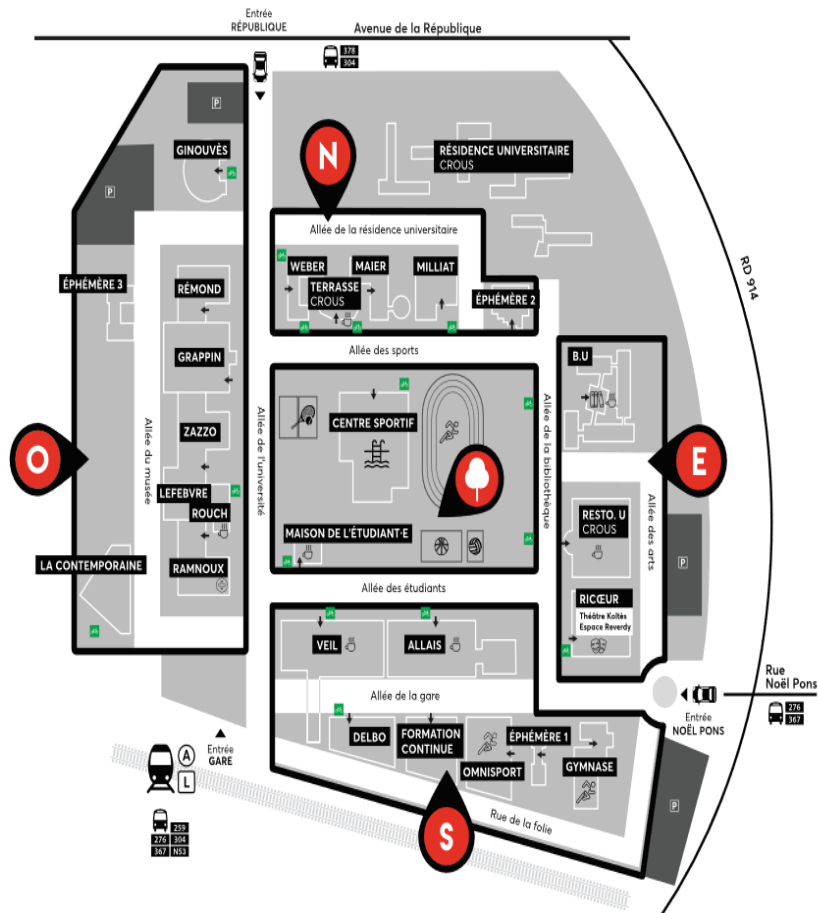 Entrée
RÉPUBLIQUE
Avenue de la République
378
304
P
GINOUVÈS
P
N
RÉSIDENCE UNIVERSITAIRE
CROUS
Allée de la résidence universitaire
RD 914
WEBER
MAIER
MILLIAT
TERRASSE
CROUS
ÉPHÉMÈRE 2
ÉPHÉMÈRE 3
RÉMOND
GRAPPIN
Allée des sports
B.U
CENTRE SPORTIF
Allée de la bibliothèque
ZAZZO
Allée du musée
Allée de l'université
O
E
LEFEBVRE
ROUCH
RESTO. U
CROUS
Allée des arts
MAISON DE L'ÉTUDIANT·E
LA CONTEMPORAINE
RAMNOUX
P
Allée des étudiants
RICŒUR
Théâtre Koltès
Espace Reverdy
VEIL
ALLAIS
Allée de la gare
Rue
Noël Pons
276
367
Entrée
NOËL PONS
DELBO
FORMATION
CONTINUE
ÉPHÉMÈRE 1
OMNISPORT
GYMNASE
Entrée
GARE
A
L
P
Rue de la folie
S
259
276 304
367 N53